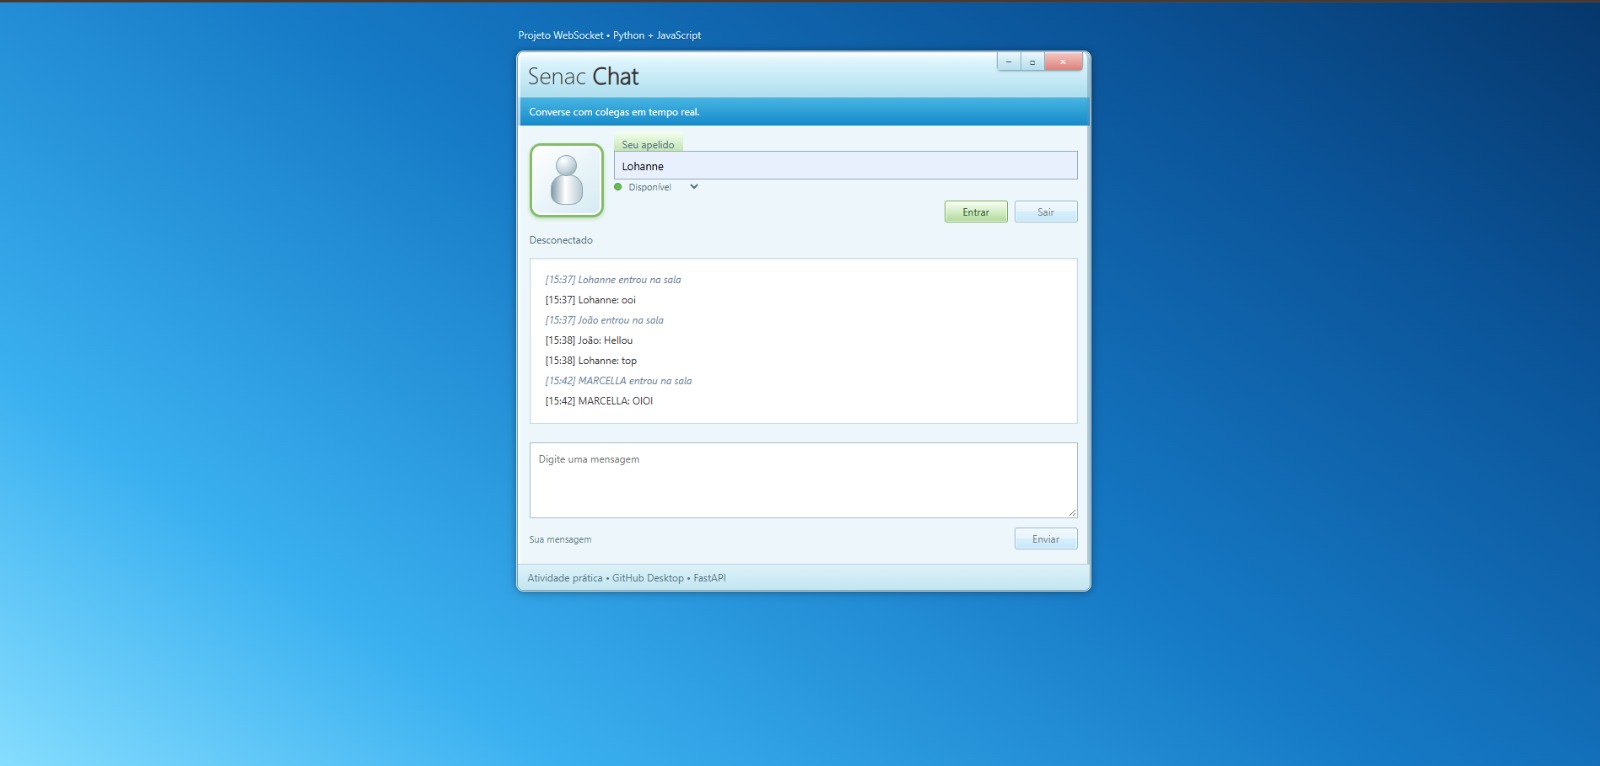 Projeto WebSocket • Python + JavaScript
Senac Chat
Converse com colegas em tempo real.
Seu apelido
Lohanne
Disponível
Entrar Sair
Desconectado
[15:37] Lohanne entrou na sala
[15:37] Lohanne: ooi
[15:37] João entrou na sala
[15:38] João: Hellou
[15:38] Lohanne: top
[15:42] MARCELLA entrou na sala
[15:42] MARCELLA: OIOI
Digite uma mensagem
Sua mensagem Enviar
Atividade prática • GitHub Desktop • FastAPI